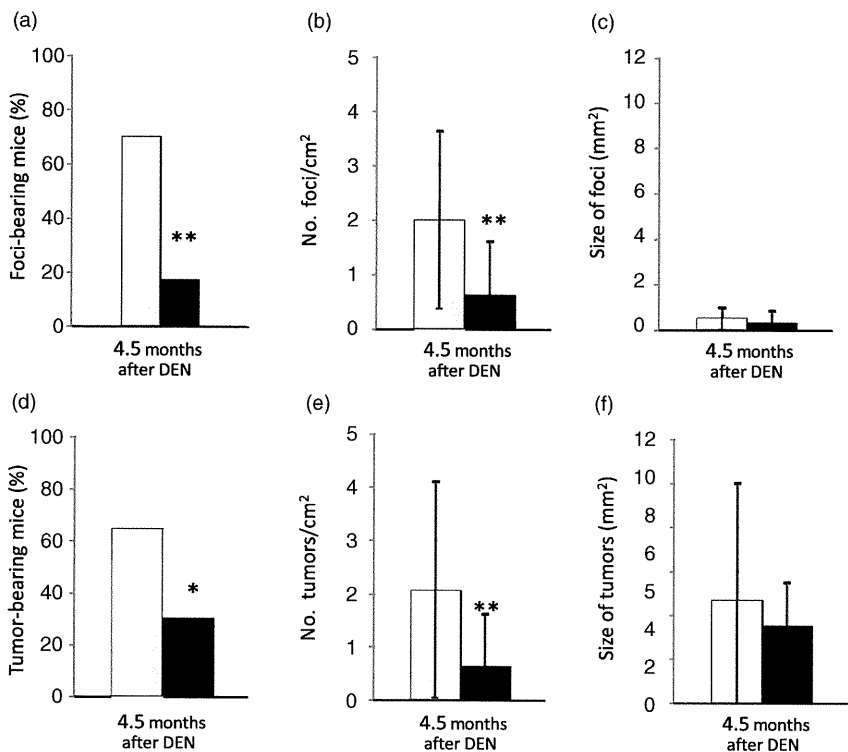 (a)
Foci-bearing mice (%)
100
80
60
40
20
0
**
4.5 months
after DEN
(b)
No. foci/cm²
5
4
3
2
1
0
**
4.5 months
after DEN
(c)
Size of foci (mm²)
12
10
8
6
4
2
0
4.5 months
after DEN
(d)
Tumor-bearing mice (%)
100
80
60
40
20
0
*
4.5 months
after DEN
(e)
No. tumors/cm²
5
4
3
2
1
0
**
4.5 months
after DEN
(f)
Size of tumors (mm²)
12
10
8
6
4
2
0
4.5 months
after DEN